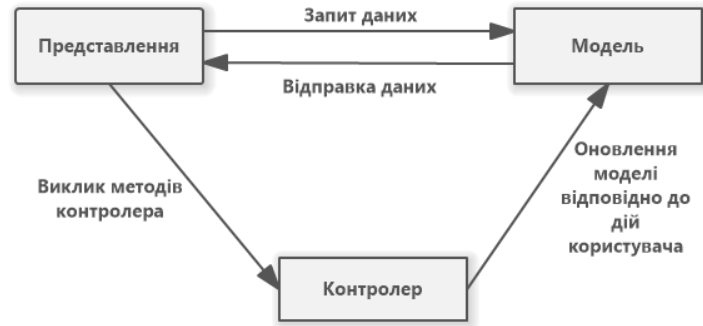 Запит даних
Представлення
Модель
Відправка даних
Виклик методів
контролера
Оновлення
моделі
відповідно до
дій
користувача
Контролер